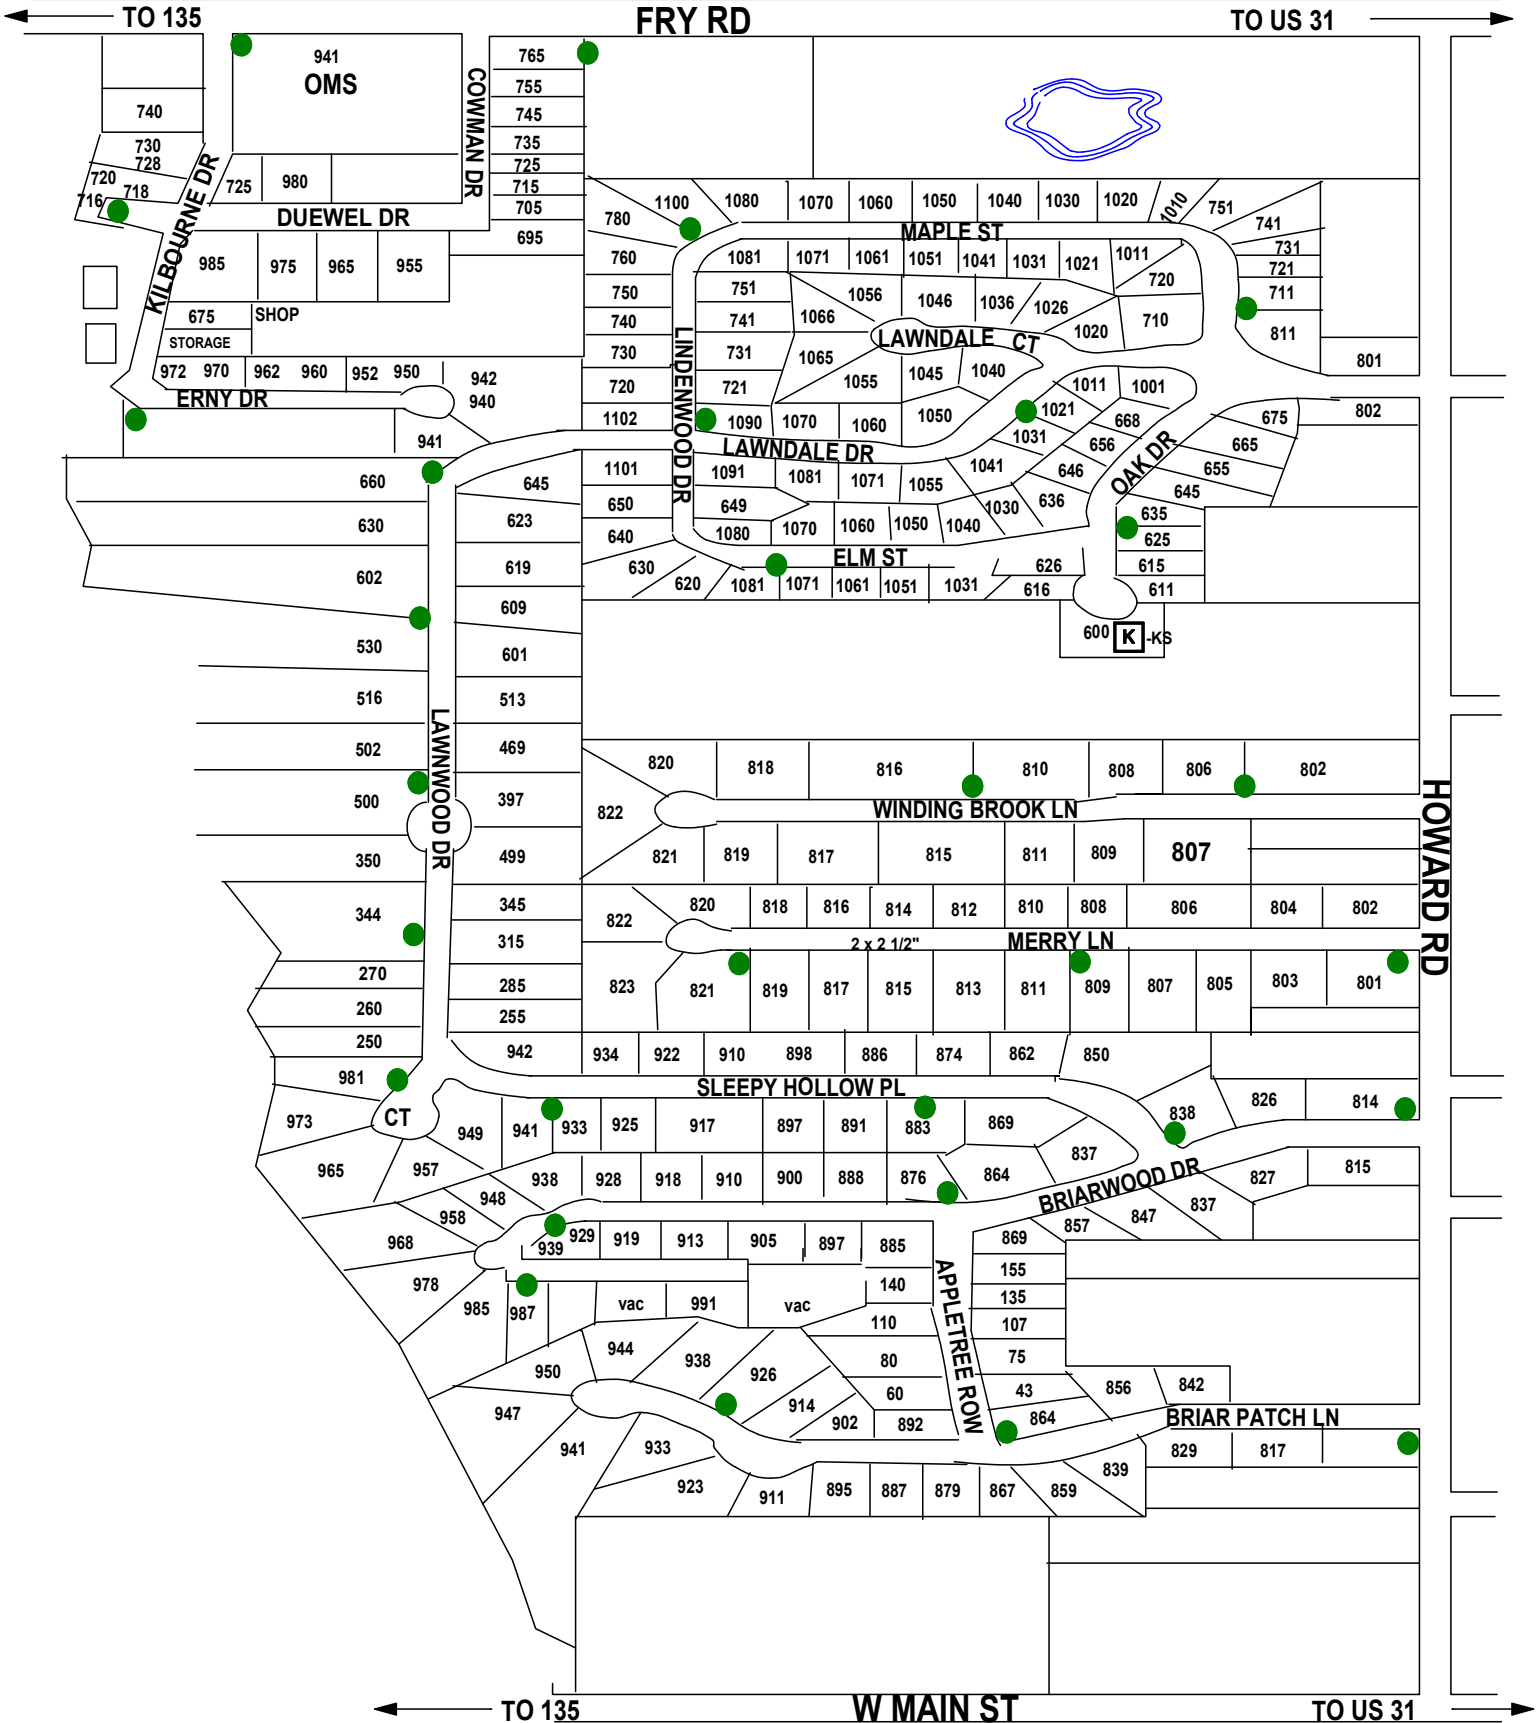 TO 135 FRY RD TO US 31
941 765
OMS
COWMAN DR
755
740 745
730 735
728
725
720 718 725 980 715
716
KILBOURNE DR
705
DUEWEL DR
695
985 975 965 955
675 SHOP
STORAGE
972 970 962 960 952 950 942
940
ERNY DR
941
780 1100 1080 1070 1060 1050 1040 1030 1020 1010 751
741
MAPLE ST
731
760 1081 1071 1061 1051 1041 1031 1021 1011
721
720
750 751 1056 1046 1036 1026 711
740 741 1066 1020 710 811
LINDENWOOD DR
LAWNDALE CT
730 731 1065 1045 1040 801
720 721 1055 1011 1001
1102 1090 1070 1060 1050 1021 668 675 802
1031 656 665
LAWNDALE DR
OAK DR
1101 1091 1081 1071 1055 1041 646 655
645
650 649 1030 636
640 1080 1070 1060 1050 1040 635
625
ELM ST
630 620 1081 1071 1061 1051 1031 626 615
616 611
600 K -KS
660 645
630 623
602 619
609
530 601
516 513
LAWNWOOD DR
502 469
500 397
350 499
344 345
315
270 285
260 255
250 942
981
CT
973
965 957 949 941
820 818 816 810 808 806 802
WINDING BROOK LN
822
821 819 817 815 811 809 807
HOWARD RD
822 820 818 816 814 812 810 808 806 804 802
2 x 2 1/2" MERRY LN
823 821 819 817 815 813 811 809 807 805 803 801
934 922 910 898 886 874 862 850
SLEEPY HOLLOW PL
826 814
838
933 925 917 897 891 883 869
837
938 928 918 910 900 888 876 864
BRIARWOOD DR
827 815
948
958
968
978
985 987
939 929 919 913 905 897 885
869 857 847 837
APPLETREE ROW
155
140 135
vac 991 vac
110 107
80 75
60 43
856 842
950 944 938 926 914 902 892 864
BRIAR PATCH LN
947 941 933 923 911 895 887 879 867 859 839 829 817
TO 135 W MAIN ST TO US 31